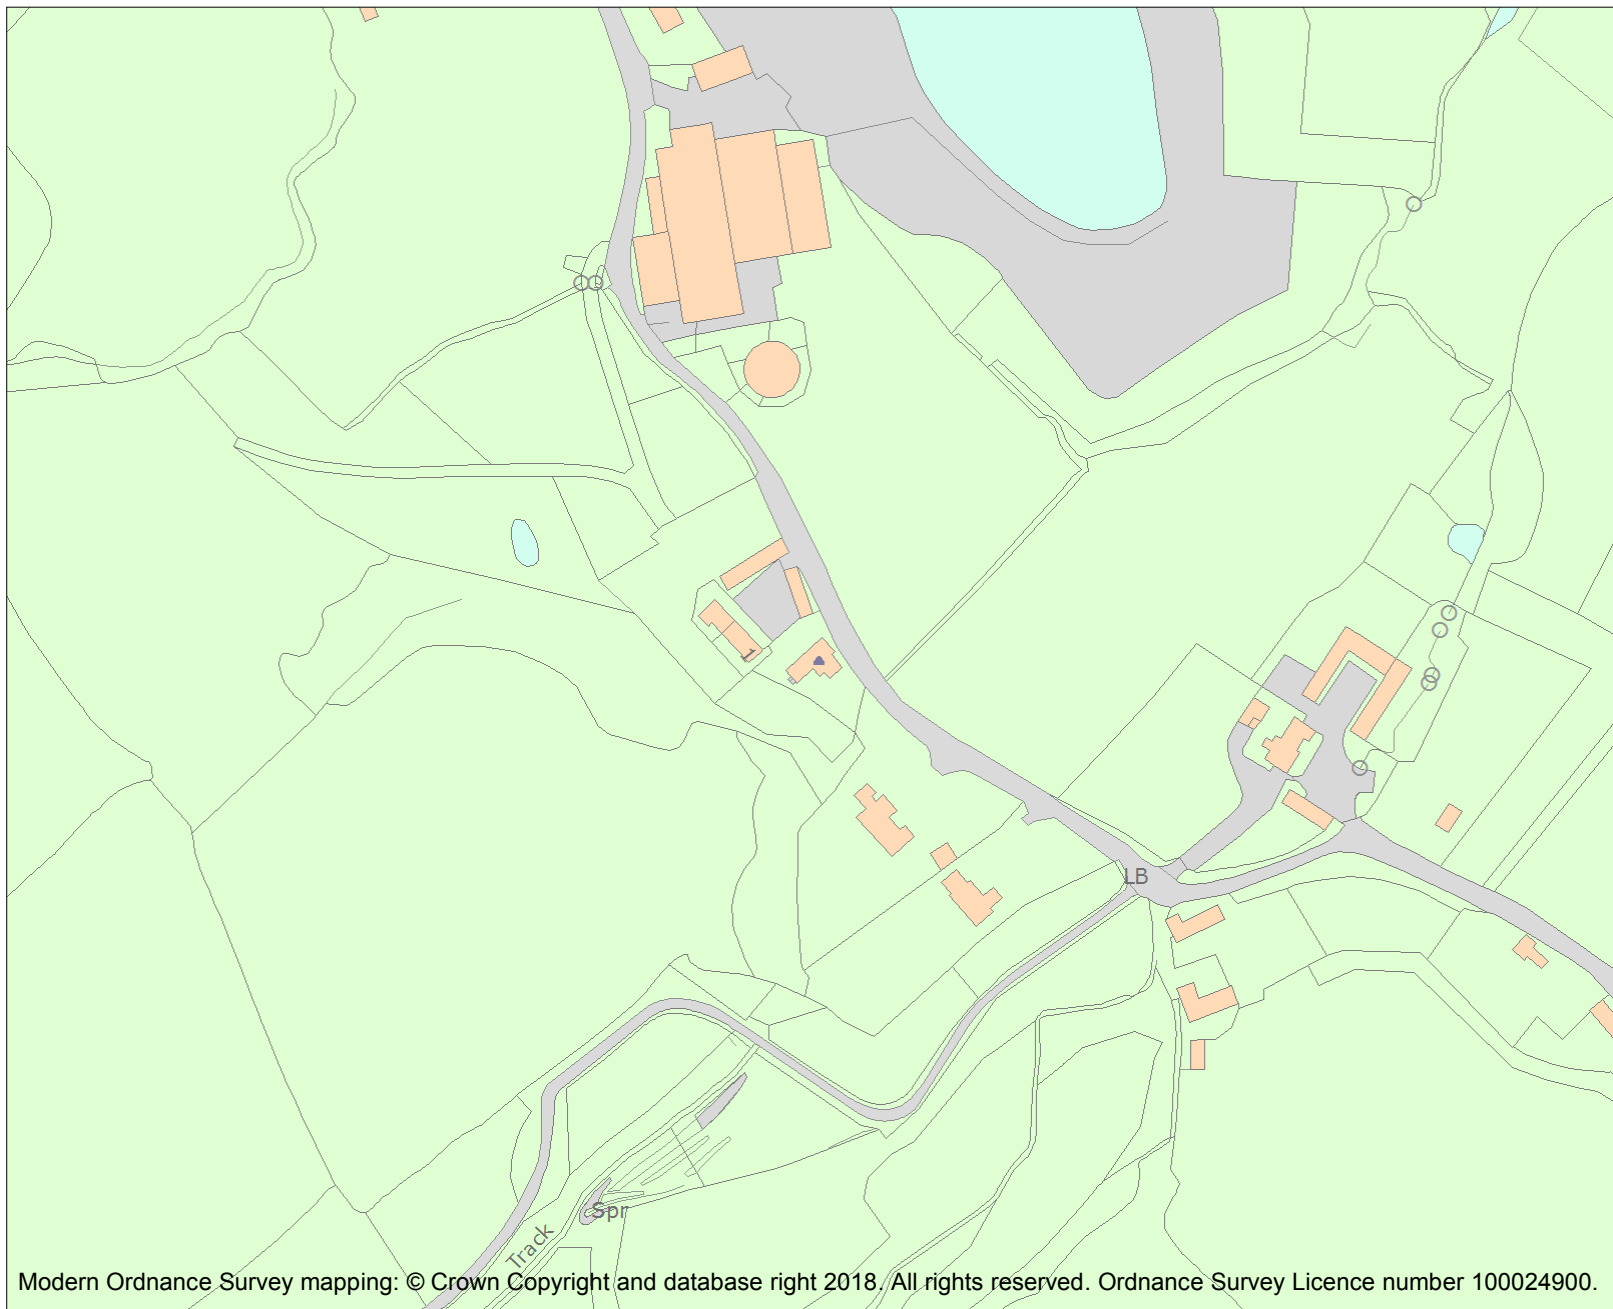 1
LB
Spr
Track
Modern Ordnance Survey mapping: © Crown Copyright and database right 2018. All rights reserved. Ordnance Survey Licence number 100024900.